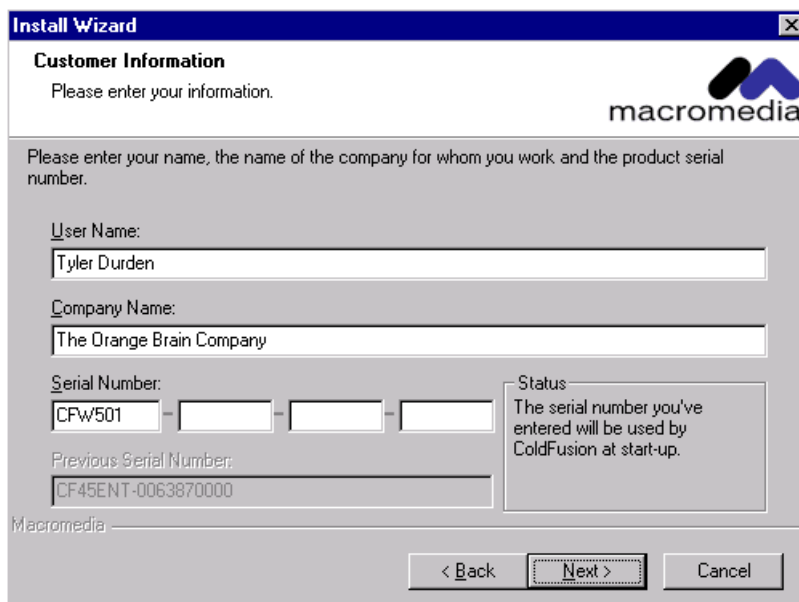 Install Wizard
Customer Information
Please enter your information.
macromedia
Please enter your name, the name of the company for whom you work and the product serial
number.
User Name:
Tyler Durden
Company Name:
The Orange Brain Company
Serial Number:
CFW501 - - -
Status
The serial number you've
entered will be used by
ColdFusion at start-up.
Previous Serial Number:
CF45ENT-0063870000
Macromedia
< Back
Next >
Cancel